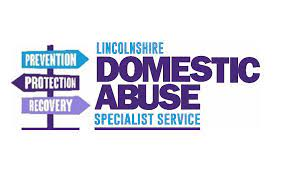 PREVENTION
PROTECTION
RECOVERY
LINCOLNSHIRE
DOMESTIC
ABUSE
SPECIALIST SERVICE